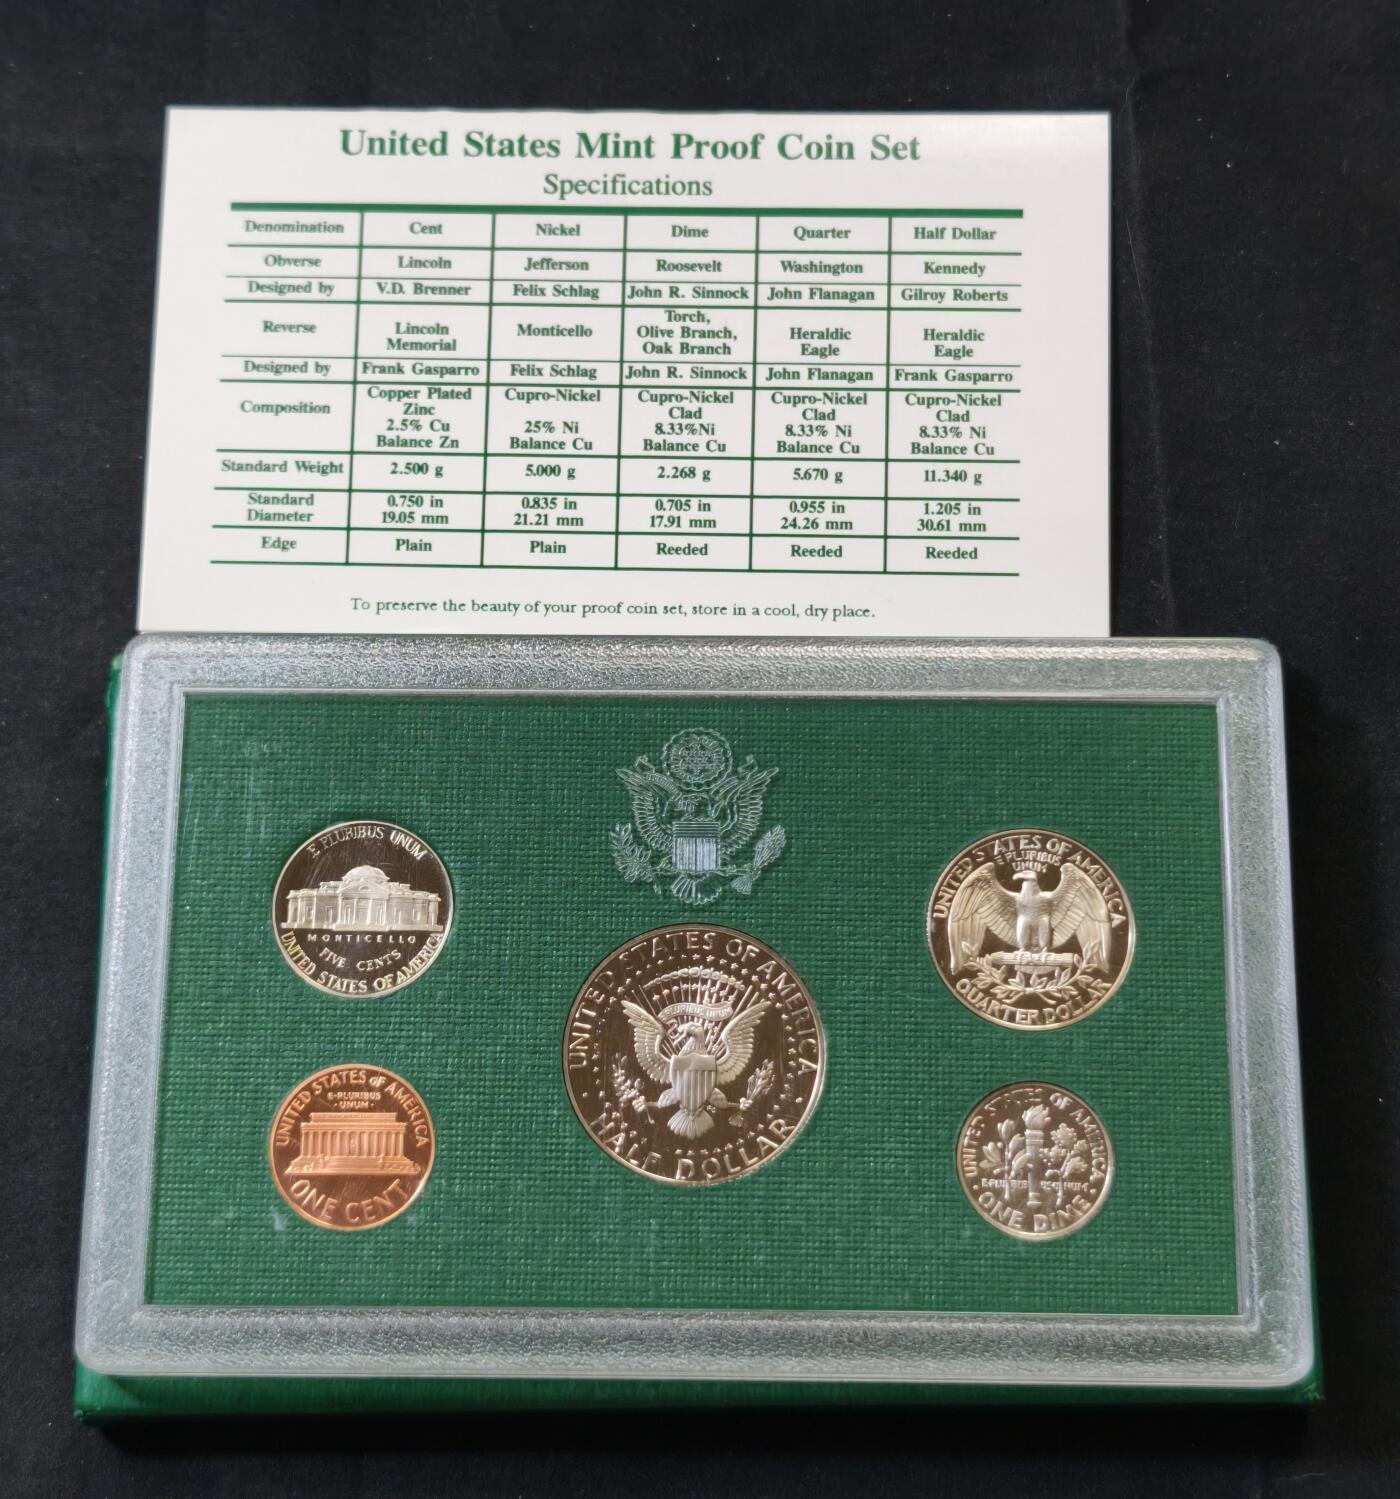 United States Mint Proof Coin Set
Specifications
Denomination Cent Nickel Dime Quarter Half Dollar
Obverse Lincoln Jefferson Roosevelt Washington Kennedy
Designed by V.D. Brenner Felix Schlag John R. Sinnock John Flanagan Gilroy Roberts
Reverse Lincoln Memorial Monticello Torch, Olive Branch, Oak Branch Heraldic Eagle Heraldic Eagle
Designed by Frank Gasparro Felix Schlag John R. Sinnock John Flanagan Frank Gasparro
Composition Copper Plated Zinc 2.5% Cu Balance Zn Cupro-Nickel 25% Ni Balance Cu Cupro-Nickel Clad 8.33%Ni Balance Cu Cupro-Nickel Clad 8.33% Ni Balance Cu Cupro-Nickel Clad 8.33% Ni Balance Cu
Standard Weight 2.500 g 5.000 g 2.268 g 5.670 g 11.340 g
Standard Diameter 0.750 in 19.05 mm 0.835 in 21.21 mm 0.705 in 17.91 mm 0.955 in 24.26 mm 1.205 in 30.61 mm
Edge Plain Plain Reeded Reeded Reeded
To preserve the beauty of your proof coin set, store in a cool, dry place.
E PLURIBUS UNUM
MONTICELLO
FIVE CENTS
UNITED STATES OF AMERICA
UNITED STATES OF AMERICA
E PLURIBUS
UNUM
QUARTER DOLLAR
UNITED STATES OF AMERICA
E PLURIBUS UNUM
HALF DOLLAR
UNITED STATES OF AMERICA
E·PLURIBUS
·UNUM·
ONE CENT
UNITED STATES OF AMERICA
E PLURIBUS UNUM
· ONE DIME ·